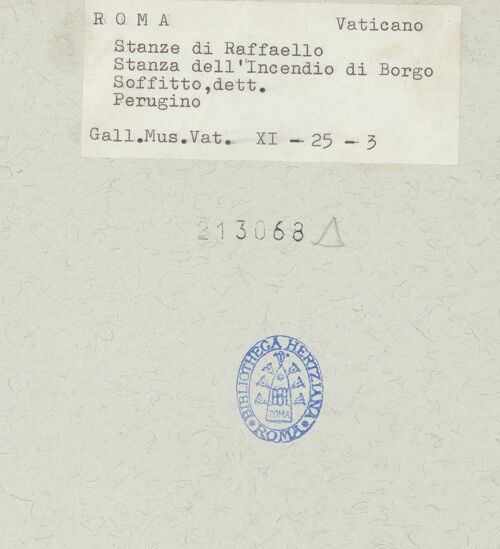 R O M A Vaticano
Stanze di Raffaello
Stanza dell'Incendio di Borgo
Soffitto,dett.
Perugino
Gall.Mus.Vat. XI - 25 - 3
213068
BIBLIOTHECA HERTZIANA
ROMA
ROMA